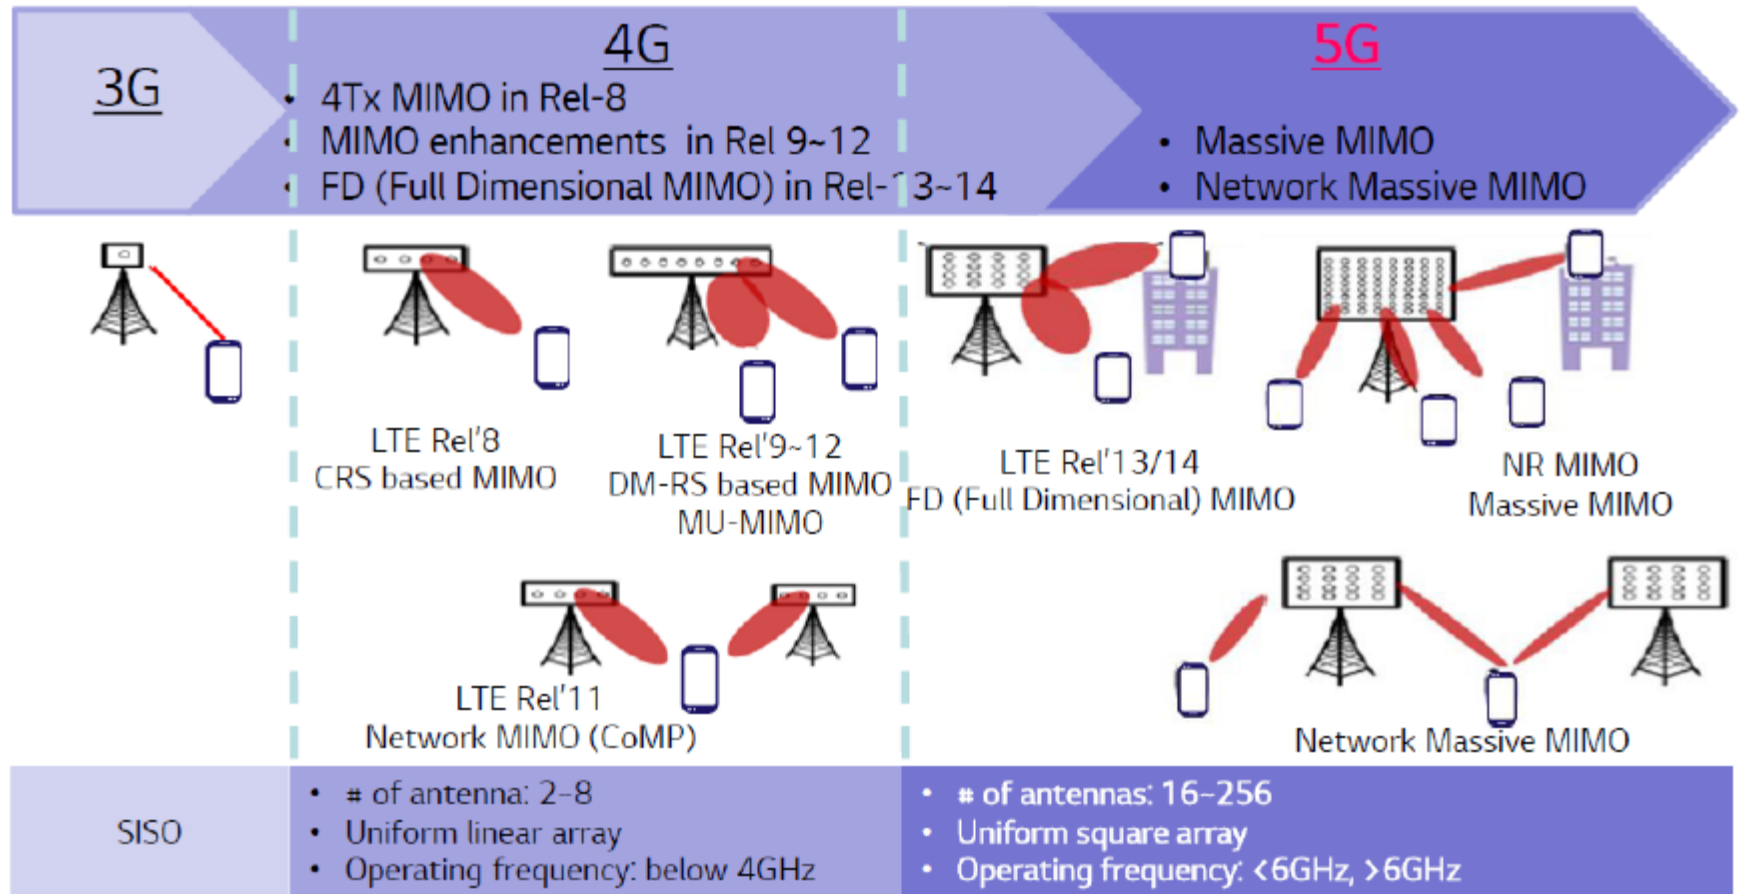 3G
4G
• 4Tx MIMO in Rel-8
• MIMO enhancements in Rel 9~12
• FD (Full Dimensional MIMO) in Rel-13~14
5G
• Massive MIMO
• Network Massive MIMO
LTE Rel'8
CRS based MIMO
LTE Rel'9~12
DM-RS based MIMO
MU-MIMO
LTE Rel'13/14
FD (Full Dimensional) MIMO
NR MIMO
Massive MIMO
LTE Rel'11
Network MIMO (CoMP)
Network Massive MIMO
SISO
• # of antenna: 2-8
• Uniform linear array
• Operating frequency: below 4GHz
• # of antennas: 16-256
• Uniform square array
• Operating frequency: <6GHz, >6GHz